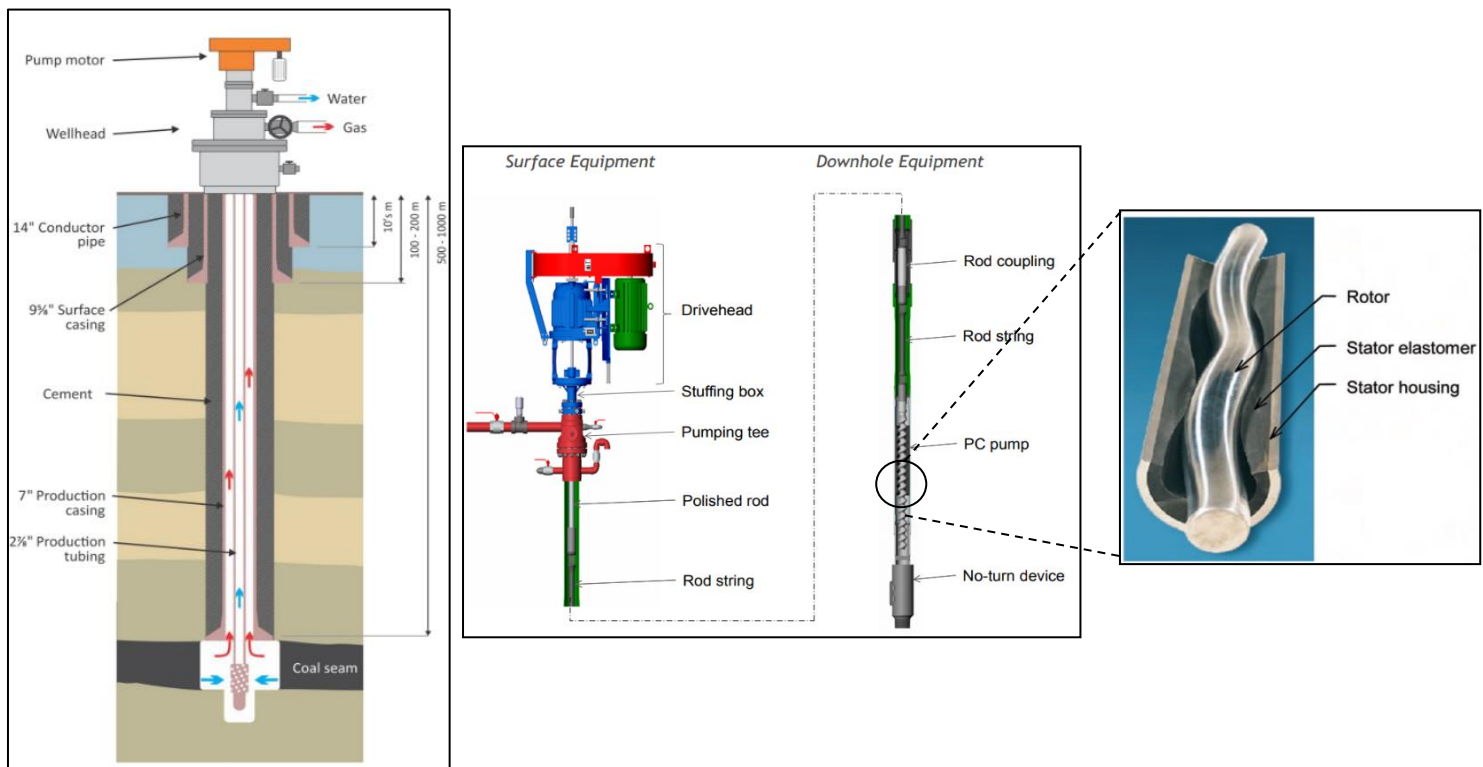 Pump motor
Water
Wellhead
Gas
14" Conductor
pipe
10's m
100 - 200 m
500 - 1000 m
9⅝" Surface
casing
Cement
7" Production
casing
2⅞" Production
tubing
Coal seam
Surface Equipment
Downhole Equipment
Drivehead
Stuffing box
Pumping tee
Polished rod
Rod string
Rod coupling
Rod string
PC pump
No-turn device
Rotor
Stator elastomer
Stator housing